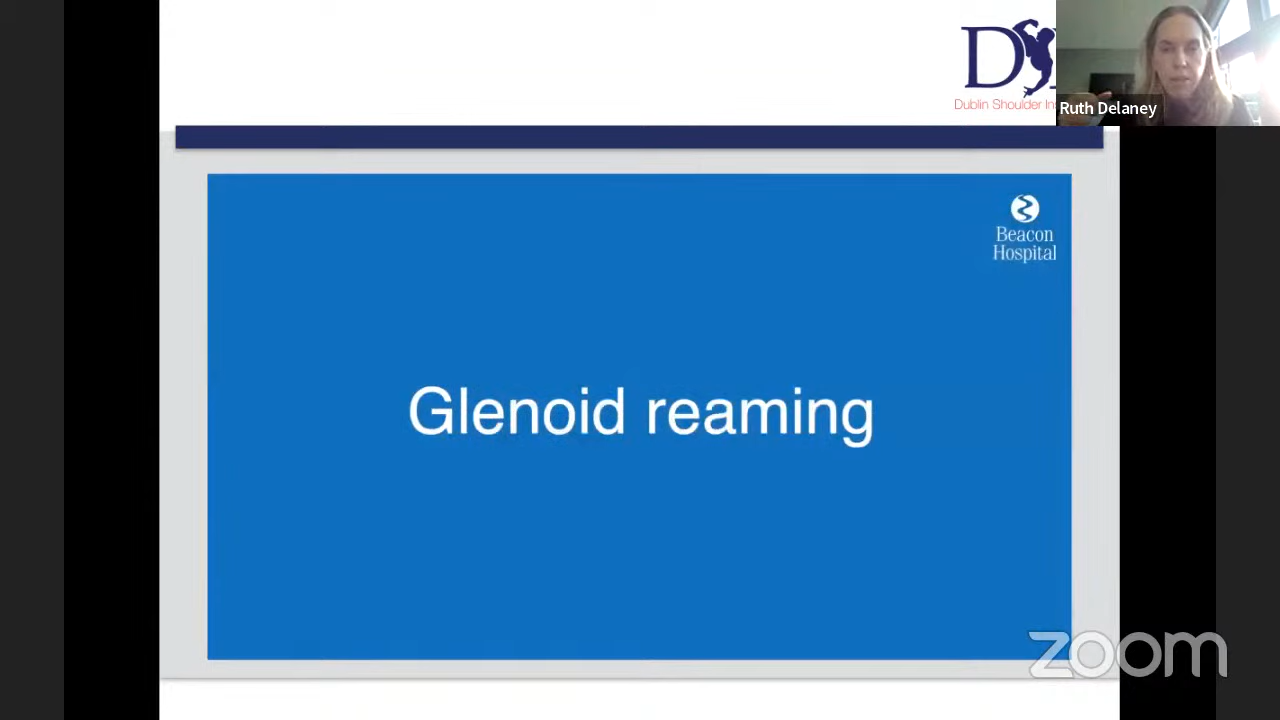 Dublin Shoulder In
Ruth Delaney
Beacon
Hospital
Glenoid reaming
zoom